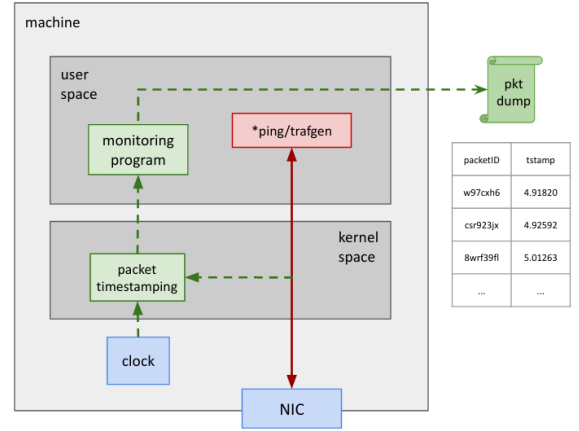 machine
user
space
pkt
dump
*ping/trafgen
monitoring
program
packetID tstamp
w97cxh6 4.91820
csr923jx 4.92592
8wrf39fl 5.01263
... ...
kernel
space
packet
timestamping
clock
NIC